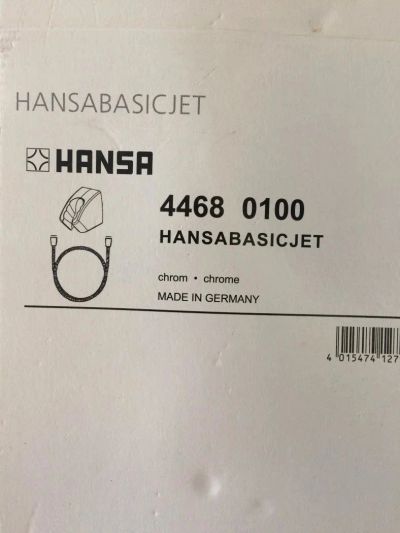 HANSABASICJET
HANSA
4468 0100
HANSABASICJET
chrom • chrome
MADE IN GERMANY
4 015474 127